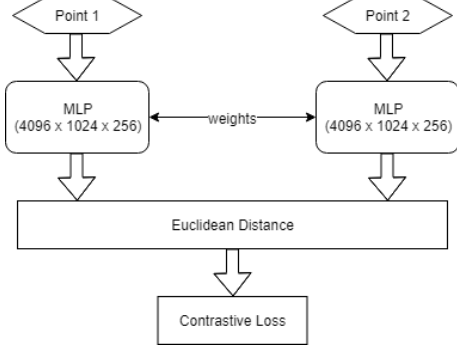 Point 1
Point 2
MLP
(4096 x 1024 x 256)
weights
MLP
(4096 x 1024 x 256)
Euclidean Distance
Contrastive Loss